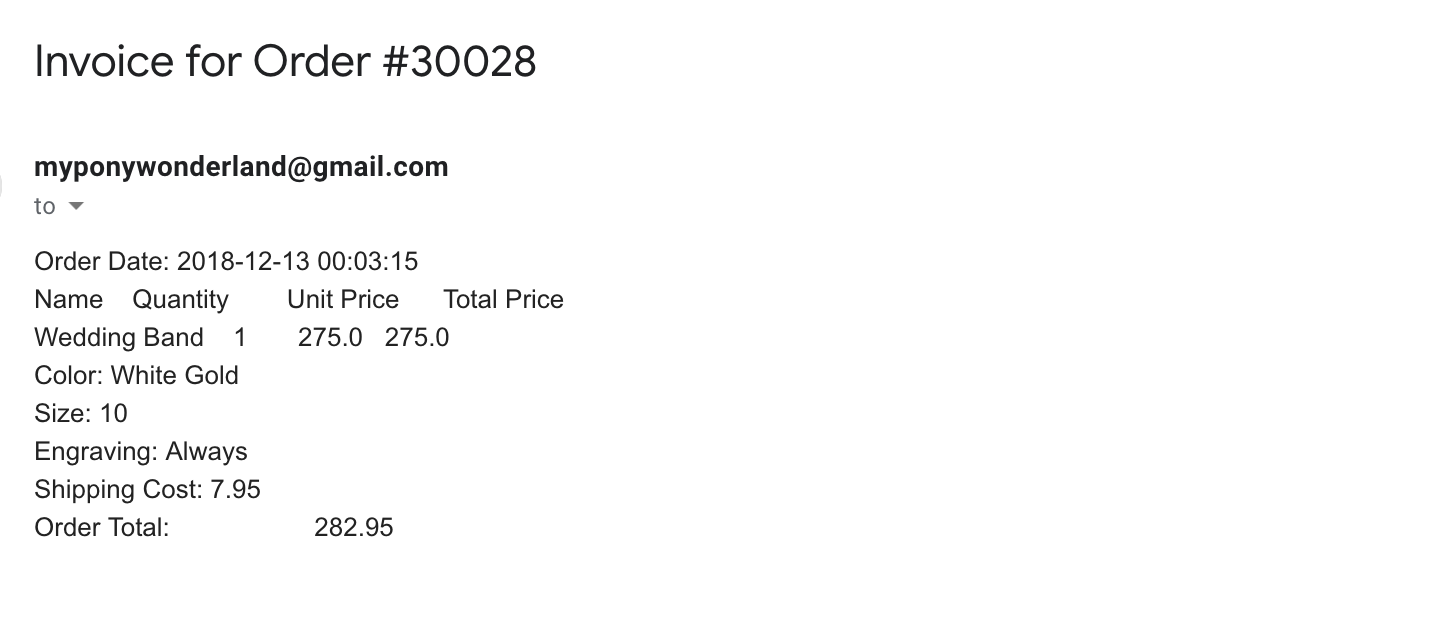 Invoice for Order #30028
myponywonderland@gmail.com
to
Order Date: 2018-12-13 00:03:15
Name Quantity Unit Price Total Price
Wedding Band 1 275.0 275.0
Color: White Gold
Size: 10
Engraving: Always
Shipping Cost: 7.95
Order Total: 282.95